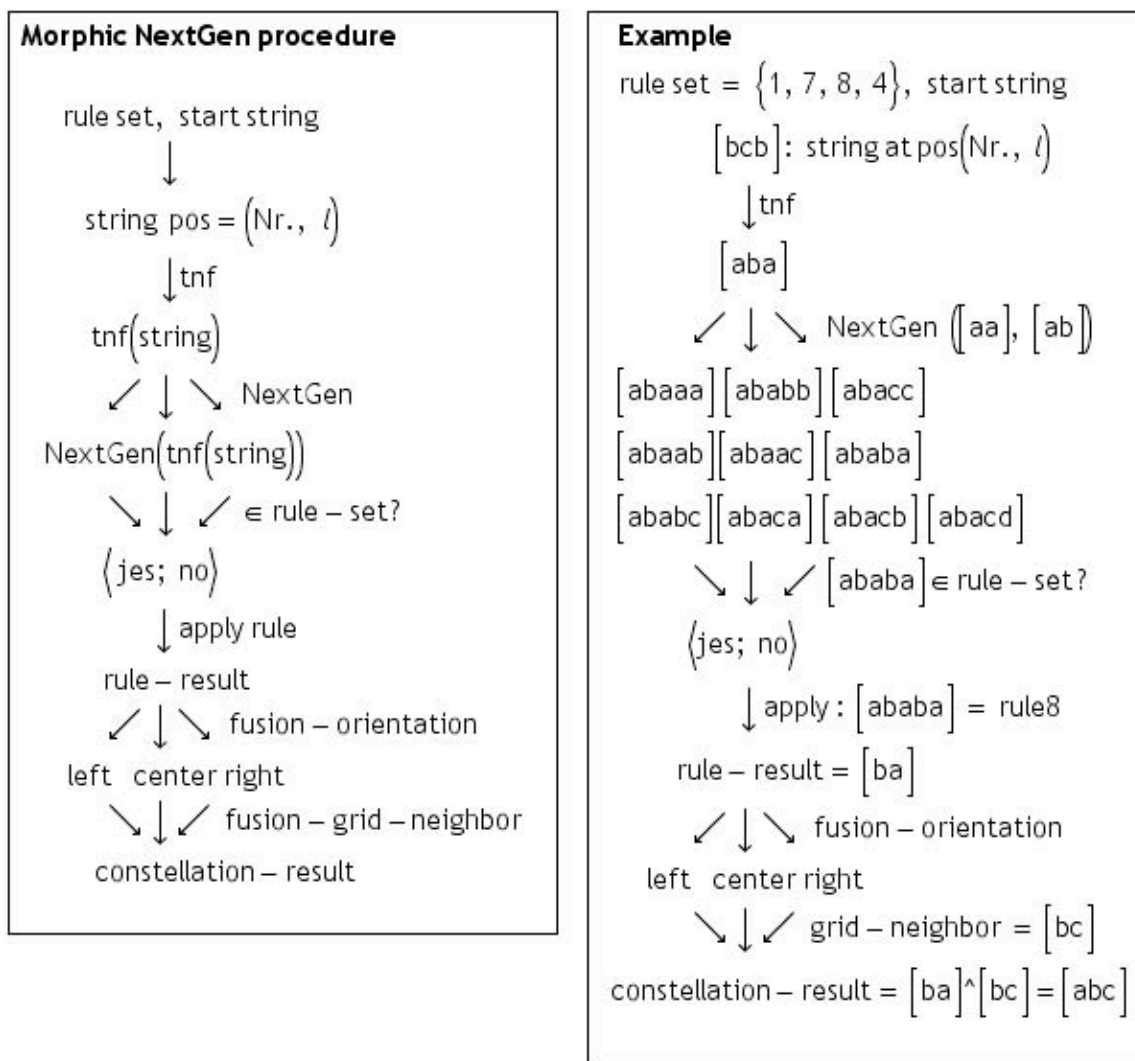 Morphic NextGen procedure
rule set, start string
↓
string pos = (Nr., l)
↓ tnf
tnf(string)
↙ ↓ ↘ NextGen
NextGen(tnf(string))
↘ ↓ ↙ ∈ rule – set?
⟨jes; no⟩
↓ apply rule
rule – result
↙ ↓ ↘ fusion – orientation
left center right
↘ ↓ ↙ fusion – grid – neighbor
constellation – result
Example
rule set = {1, 7, 8, 4}, start string
[bcb]: string at pos(Nr., l)
↓ tnf
[aba]
↙ ↓ ↘ NextGen ([aa], [ab])
[abaaa][ababb][abacc]
[abaab][abaac][ababa]
[ababc][abaca][abacb][abacd]
↘ ↓ ↙ [ababa] ∈ rule – set?
⟨jes; no⟩
↓ apply : [ababa] = rule8
rule – result = [ba]
↙ ↓ ↘ fusion – orientation
left center right
↘ ↓ ↙ grid – neighbor = [bc]
constellation – result = [ba]^[bc] = [abc]